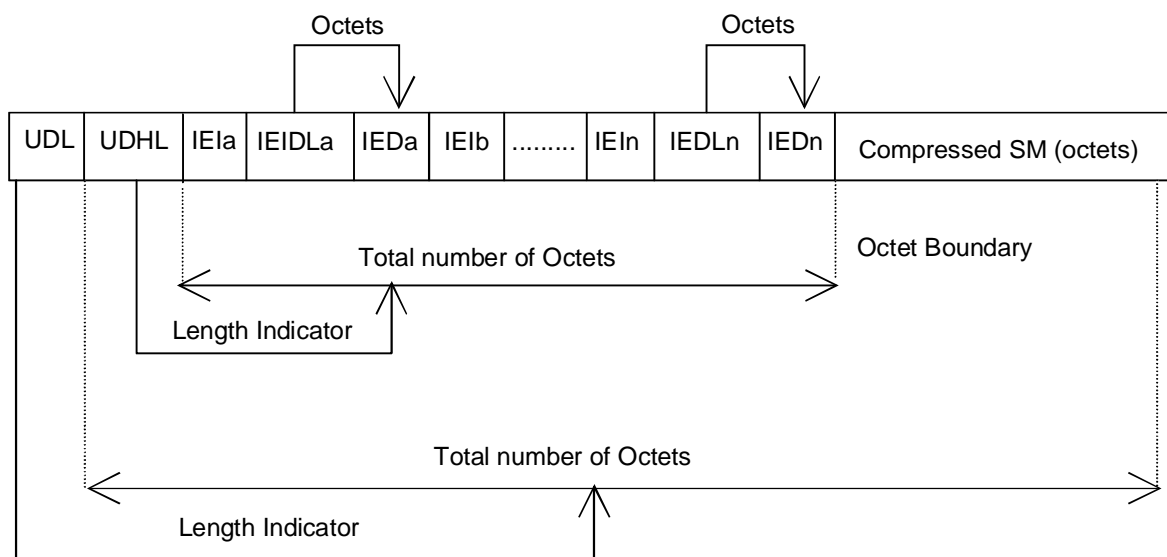 Octets Octets
UDL UDHL IEIa IEIDLa IEDa IEIb ......... IEIn IEDLn IEDn Compressed SM (octets)
Total number of Octets
Octet Boundary
Length Indicator
Total number of Octets
Length Indicator